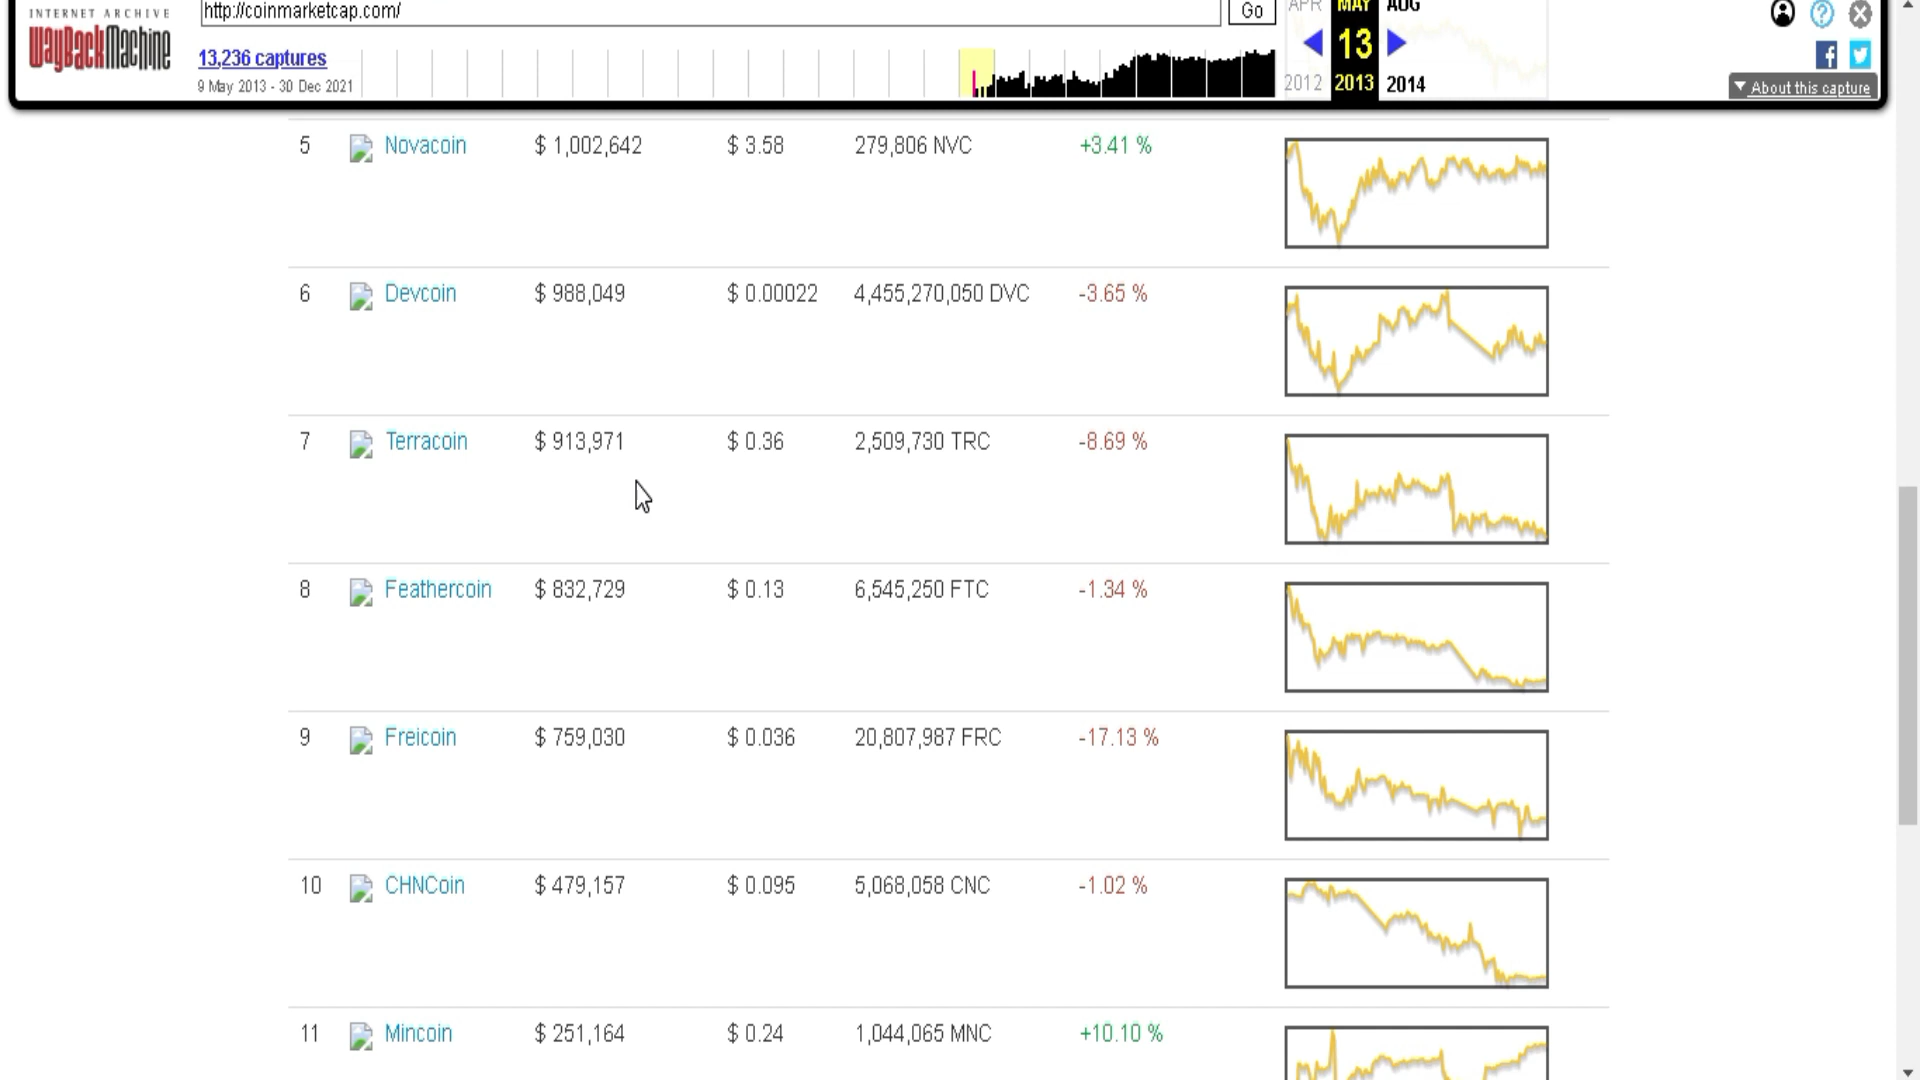 INTERNET ARCHIVE
WayBackMachine
http://coinmarketcap.com/
Go
13,236 captures
9 May 2013 - 30 Dec 2021
APR MAY AUG
13
2012 2013 2014
About this capture
5 Novacoin $ 1,002,642 $ 3.58 279,806 NVC +3.41 %
6 Devcoin $ 988,049 $ 0.00022 4,455,270,050 DVC -3.65 %
7 Terracoin $ 913,971 $ 0.36 2,509,730 TRC -8.69 %
8 Feathercoin $ 832,729 $ 0.13 6,545,250 FTC -1.34 %
9 Freicoin $ 759,030 $ 0.036 20,807,987 FRC -17.13 %
10 CHNCoin $ 479,157 $ 0.095 5,068,058 CNC -1.02 %
11 Mincoin $ 251,164 $ 0.24 1,044,065 MNC +10.10 %